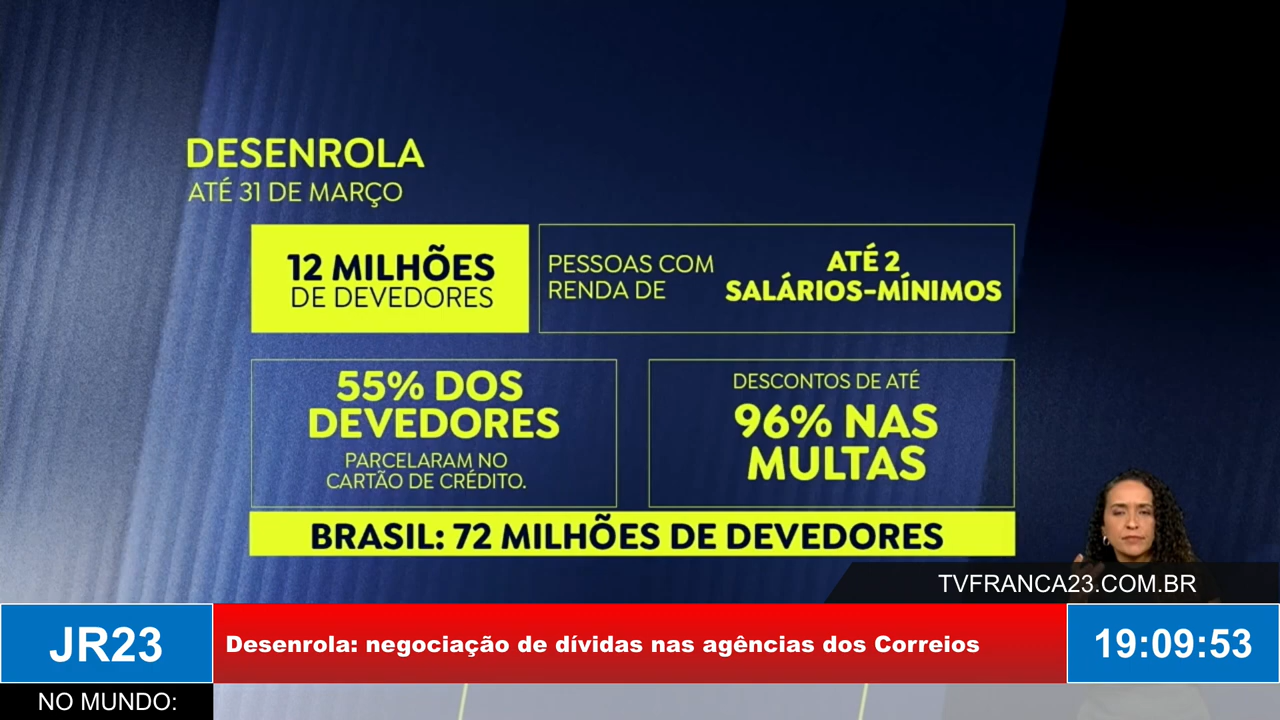 DESENROLA
ATÉ 31 DE MARÇO
12 MILHÕES
DE DEVEDORES
PESSOAS COM
RENDA DE
ATÉ 2
SALÁRIOS-MÍNIMOS
55% DOS
DEVEDORES
PARCELARAM NO
CARTÃO DE CRÉDITO.
DESCONTOS DE ATÉ
96% NAS
MULTAS
BRASIL: 72 MILHÕES DE DEVEDORES
TVFRANCA23.COM.BR
JR23
Desenrola: negociação de dívidas nas agências dos Correios
19:09:53
NO MUNDO: